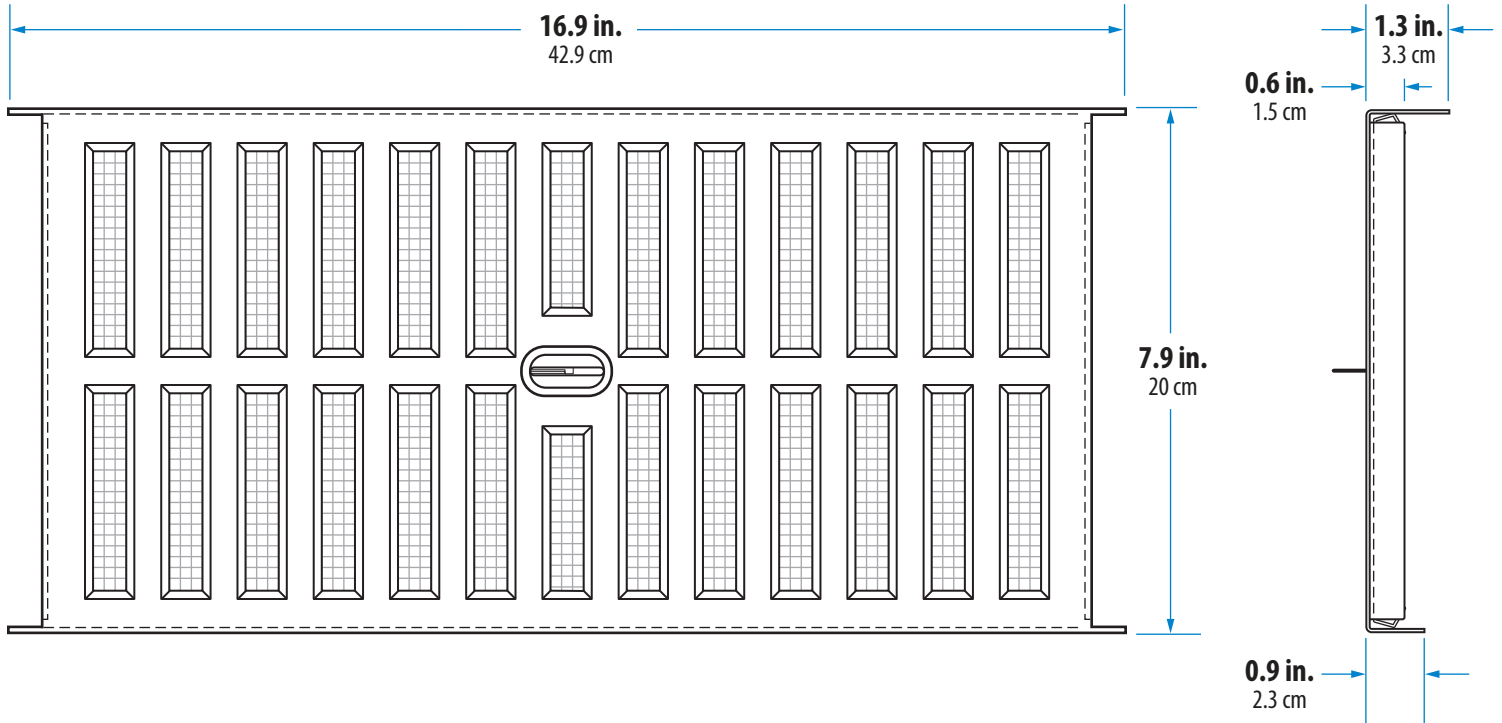 16.9 in.
42.9 cm
1.3 in.
3.3 cm
0.6 in.
1.5 cm
7.9 in.
20 cm
0.9 in.
2.3 cm